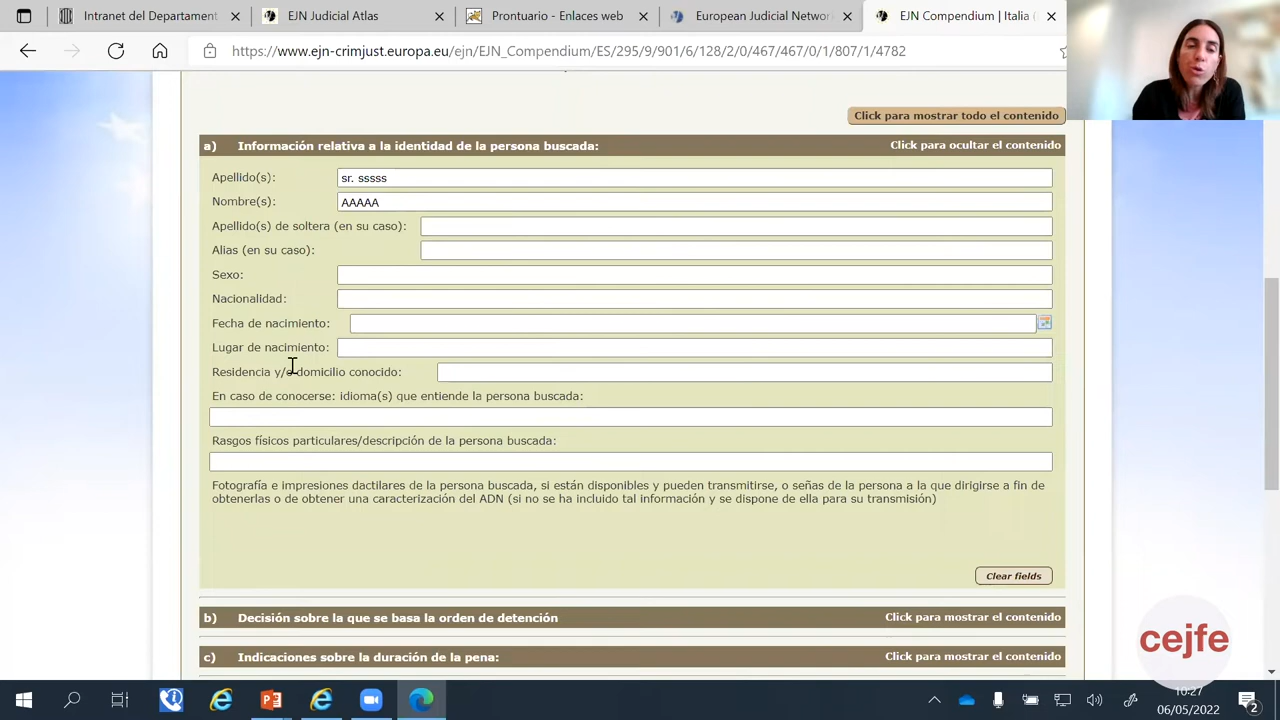 Intranet del Departament
EJN Judicial Atlas
Prontuario - Enlaces web
European Judicial Network
EJN Compendium | Italia (
https://www.ejn-crimjust.europa.eu/ejn/EJN_Compendium/ES/295/9/901/6/128/2/0/467/467/0/1/807/1/4782
Click para mostrar todo el contenido
a) Información relativa a la identidad de la persona buscada: Click para ocultar el contenido
Apellido(s): sr. sssss
Nombre(s): AAAAA
Apellido(s) de soltera (en su caso):
Alias (en su caso):
Sexo:
Nacionalidad:
Fecha de nacimiento:
Lugar de nacimiento:
Residencia y/o domicilio conocido:
En caso de conocerse: idioma(s) que entiende la persona buscada:
Rasgos físicos particulares/descripción de la persona buscada:
Fotografía e impresiones dactilares de la persona buscada, si están disponibles y pueden transmitirse, o señas de la persona a la que dirigirse a fin de
obtenerlas o de obtener una caracterización del ADN (si no se ha incluido tal información y se dispone de ella para su transmisión)
Clear fields
b) Decisión sobre la que se basa la orden de detención Click para mostrar el contenido
c) Indicaciones sobre la duración de la pena: Click para mostrar el contenido
cejfe
10:27
06/05/2022
2